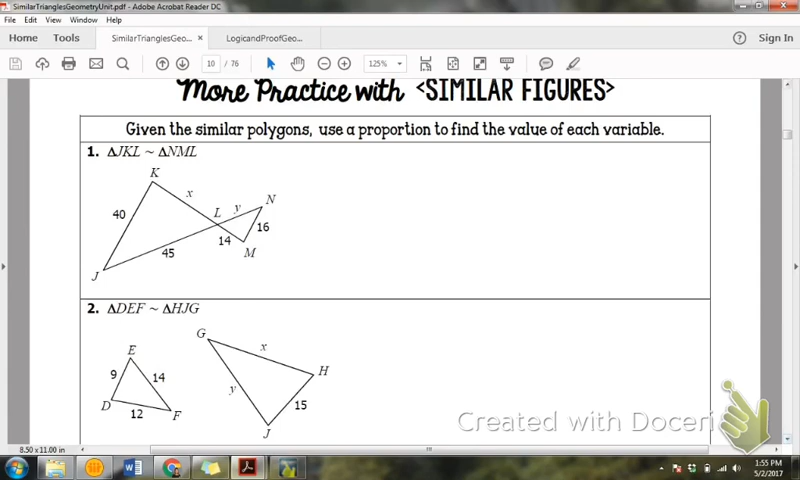 SimilarTrianglesGeometryUnit.pdf - Adobe Acrobat Reader DC
File Edit View Window Help
Home Tools SimilarTrianglesGeo... × LogicandProofGeo... Sign In
10 / 76 125%
More Practice with <SIMILAR FIGURES>
Given the similar polygons, use a proportion to find the value of each variable.
1. ΔJKL ~ ΔNML
K
x
40
L
y
N
16
14
45
M
J
2. ΔDEF ~ ΔHJG
G
E
x
9
14
H
y
D
12
F
15
J
Created with Doceri
8.50 x 11.00 in
1:55 PM
5/2/2017